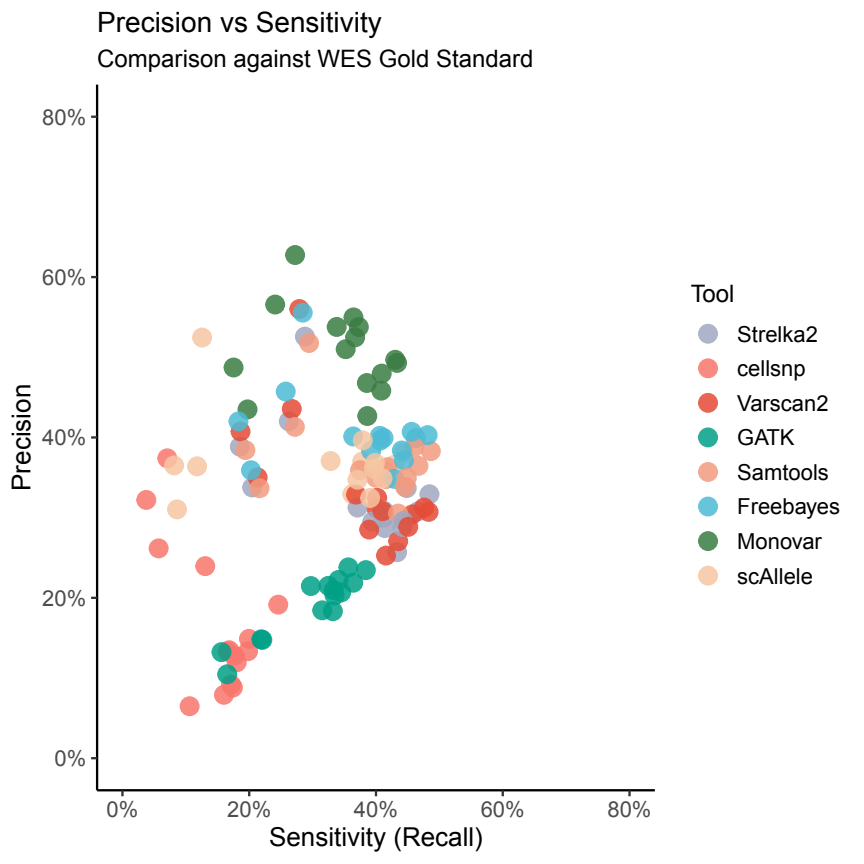 Precision vs Sensitivity
Comparison against WES Gold Standard
Precision
80%
60%
40%
20%
0%
0% 20% 40% 60% 80%
Sensitivity (Recall)
Tool
Strelka2
cellsnp
Varscan2
GATK
Samtools
Freebayes
Monovar
scAllele